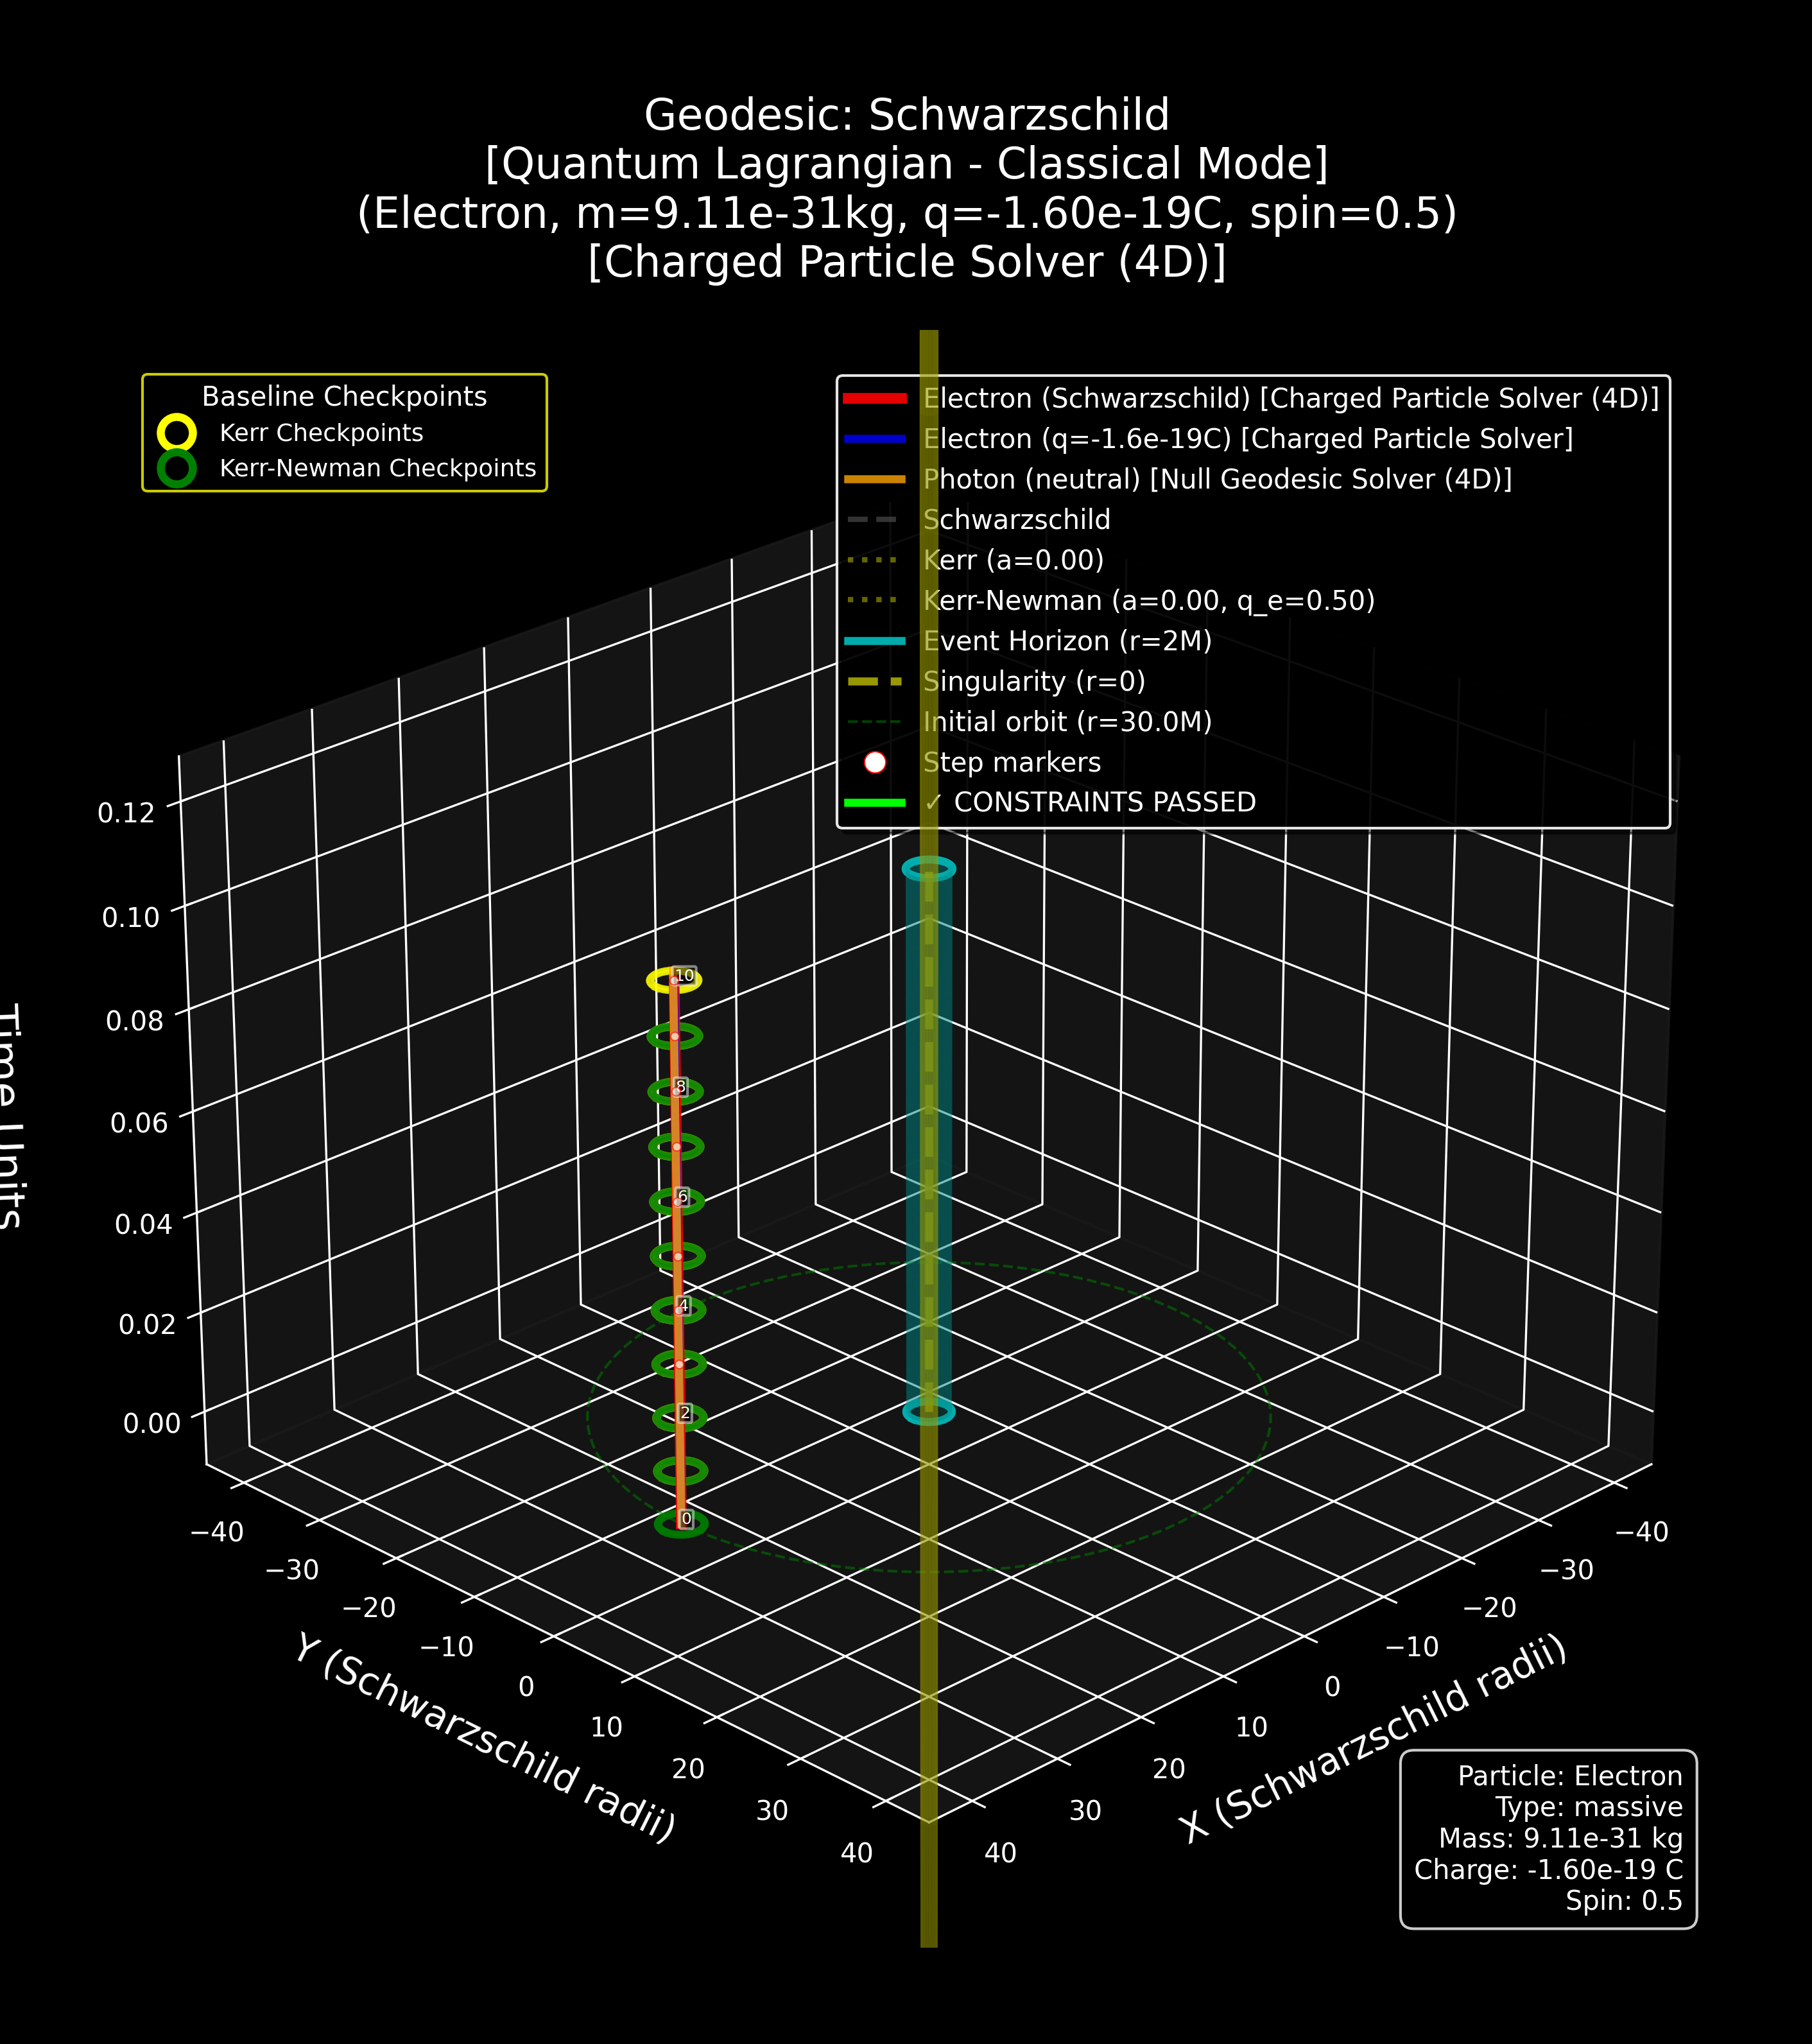 Geodesic: Schwarzschild
[Quantum Lagrangian - Classical Mode]
(Electron, m=9.11e-31kg, q=-1.60e-19C, spin=0.5)
[Charged Particle Solver (4D)]
Baseline Checkpoints
Kerr Checkpoints
Kerr-Newman Checkpoints
Electron (Schwarzschild) [Charged Particle Solver (4D)]
Electron (q=-1.6e-19C) [Charged Particle Solver]
Photon (neutral) [Null Geodesic Solver (4D)]
Schwarzschild
Kerr (a=0.00)
Kerr-Newman (a=0.00, q_e=0.50)
Event Horizon (r=2M)
Singularity (r=0)
Initial orbit (r=30.0M)
Step markers
✓ CONSTRAINTS PASSED
0.12
0.10
0.08
0.06
0.04
0.02
0.00
Time Units
10
8
6
4
2
0
−40
−30
−20
−10
0
10
20
30
40
Y (Schwarzschild radii)
−40
−30
−20
−10
0
10
20
30
40
X (Schwarzschild radii)
Particle: Electron
Type: massive
Mass: 9.11e-31 kg
Charge: -1.60e-19 C
Spin: 0.5